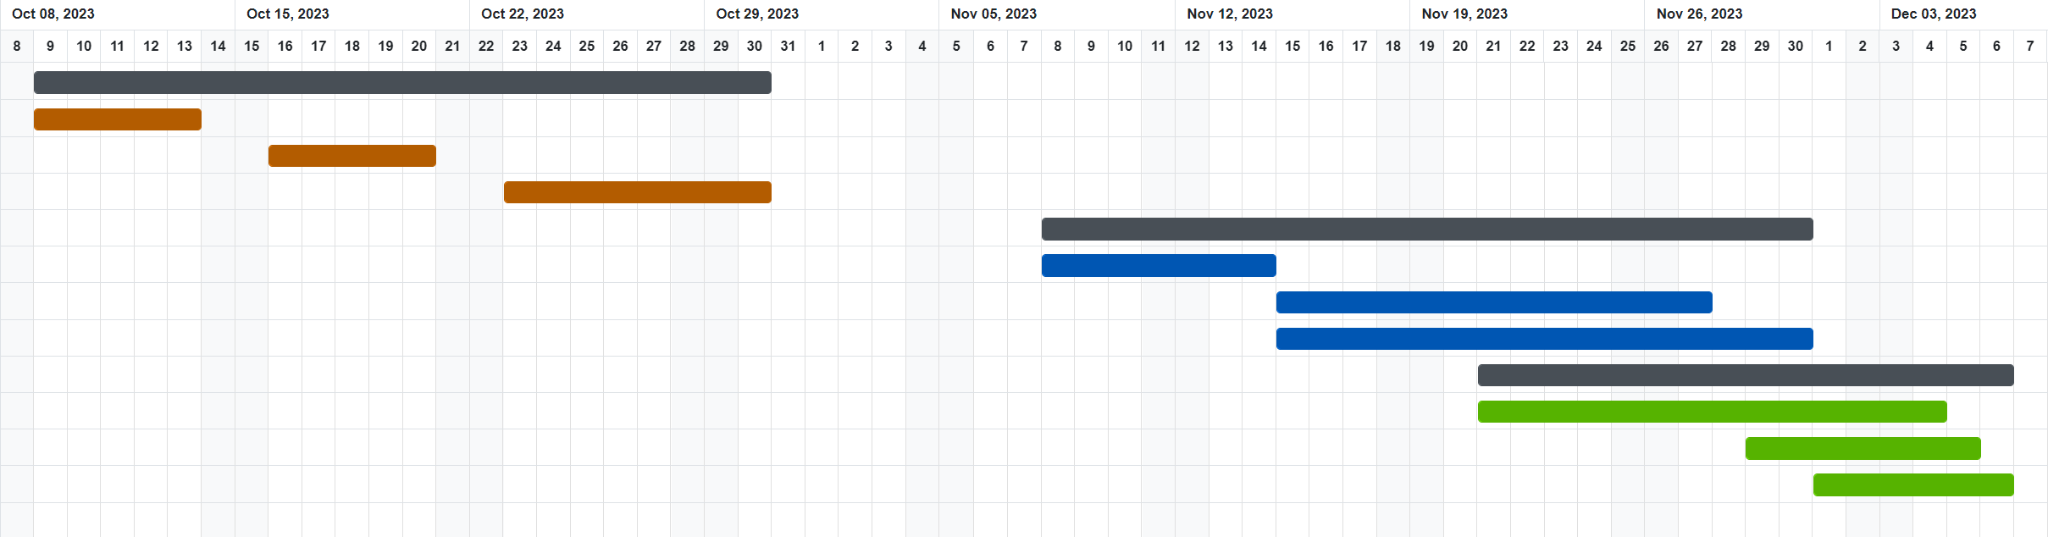 Oct 08, 2023 Oct 15, 2023 Oct 22, 2023 Oct 29, 2023 Nov 05, 2023 Nov 12, 2023 Nov 19, 2023 Nov 26, 2023 Dec 03, 2023
8 9 10 11 12 13 14 15 16 17 18 19 20 21 22 23 24 25 26 27 28 29 30 31 1 2 3 4 5 6 7 8 9 10 11 12 13 14 15 16 17 18 19 20 21 22 23 24 25 26 27 28 29 30 1 2 3 4 5 6 7